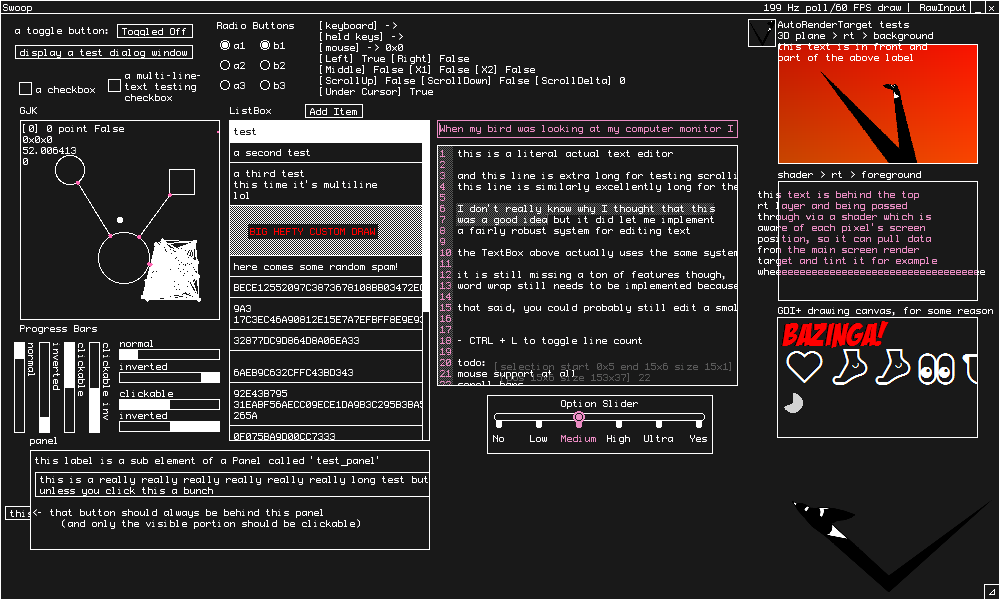 Swoop
199 Hz poll/60 FPS draw| RawInput _ x
a toggle button: Toggled Off
display a test dialog window
a checkbox
a multi-line-
text testing
checkbox
Radio Buttons
a1 b1
a2 b2
a3 b3
[keyboard] ->
[held keys] ->
[mouse] -> 0x0
[Left] True [Right] False
[Middle] False [X1] False [X2] False
[ScrollUp] False [ScrollDown] False [ScrollDelta] 0
[Under Cursor] True
GJK
[0] 0 point False
0x0x0
52.006413
0
Progress Bars
normal
inverted
clickable
clickable inv
normal
inverted
clickable
inverted
ListBox
Add Item
test
a second test
a third test
this time it's multiline
lol
BIG HEFTY CUSTOM DRAW
here comes some random spam!
BECE12552097C3873678108BB03472E
9A3
17C3EC46A90812E15E7A7EFBFF8E9E9
32877DC9D864D8A06EA33
6AEB9C632CFFC43BD343
92E43B795
31EABF56AECC09ECE1DA9B3C295B3BA5
265A
0F075BA9D00CC7333
When my bird was looking at my computer monitor I
1 this is a literal actual text editor
2
3 and this line is extra long for testing scrolli
4 this line is similarly excellently long for the
5
6 I don't really know why I thought that this
7 was a good idea but it did let me implement
8 a fairly robust system for editing text
9
10 the TextBox above actually uses the same system
11
12 it is still missing a ton of features though,
13 word wrap still needs to be implemented because
14
15 that said, you could probably still edit a smal
16
17
18 - CTRL + L to toggle line count
19
20 todo:
21 mouse support at all
22 scroll bars
[selection start 0x5 end 15x6 size 15x1]
size 153x37] 22
Option Slider
No Low Medium High Ultra Yes
AutoRenderTarget tests
3D plane > rt > background
this text is in front and
part of the above label
shader > rt > foreground
this text is behind the top
rt layer and being passed
through via a shader which is
aware of each pixel's screen
position, so it can pull data
from the main screen render
target and tint it for example
wheeeeeeeeeeeeeeeeeeeeeeeeeeeeeeeeeeeee
GDI+ drawing canvas, for some reason
BAZINGA!
panel
this label is a sub element of a Panel called 'test_panel'
this is a really really really really really really long test but
unless you click this a bunch
this
<- that button should always be behind this panel
(and only the visible portion should be clickable)